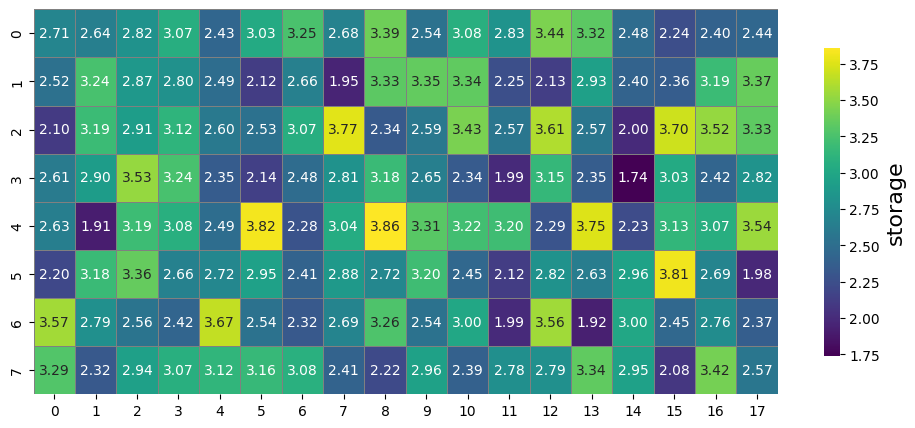 0 2.71 2.64 2.82 3.07 2.43 3.03 3.25 2.68 3.39 2.54 3.08 2.83 3.44 3.32 2.48 2.24 2.40 2.44
1 2.52 3.24 2.87 2.80 2.49 2.12 2.66 1.95 3.33 3.35 3.34 2.25 2.13 2.93 2.40 2.36 3.19 3.37
2 2.10 3.19 2.91 3.12 2.60 2.53 3.07 3.77 2.34 2.59 3.43 2.57 3.61 2.57 2.00 3.70 3.52 3.33
3 2.61 2.90 3.53 3.24 2.35 2.14 2.48 2.81 3.18 2.65 2.34 1.99 3.15 2.35 1.74 3.03 2.42 2.82
4 2.63 1.91 3.19 3.08 2.49 3.82 2.28 3.04 3.86 3.31 3.22 3.20 2.29 3.75 2.23 3.13 3.07 3.54
5 2.20 3.18 3.36 2.66 2.72 2.95 2.41 2.88 2.72 3.20 2.45 2.12 2.82 2.63 2.96 3.81 2.69 1.98
6 3.57 2.79 2.56 2.42 3.67 2.54 2.32 2.69 3.26 2.54 3.00 1.99 3.56 1.92 3.00 2.45 2.76 2.37
7 3.29 2.32 2.94 3.07 3.12 3.16 3.08 2.41 2.22 2.96 2.39 2.78 2.79 3.34 2.95 2.08 3.42 2.57
0 1 2 3 4 5 6 7 8 9 10 11 12 13 14 15 16 17
3.75
3.50
3.25
3.00
2.75
2.50
2.25
2.00
1.75
storage